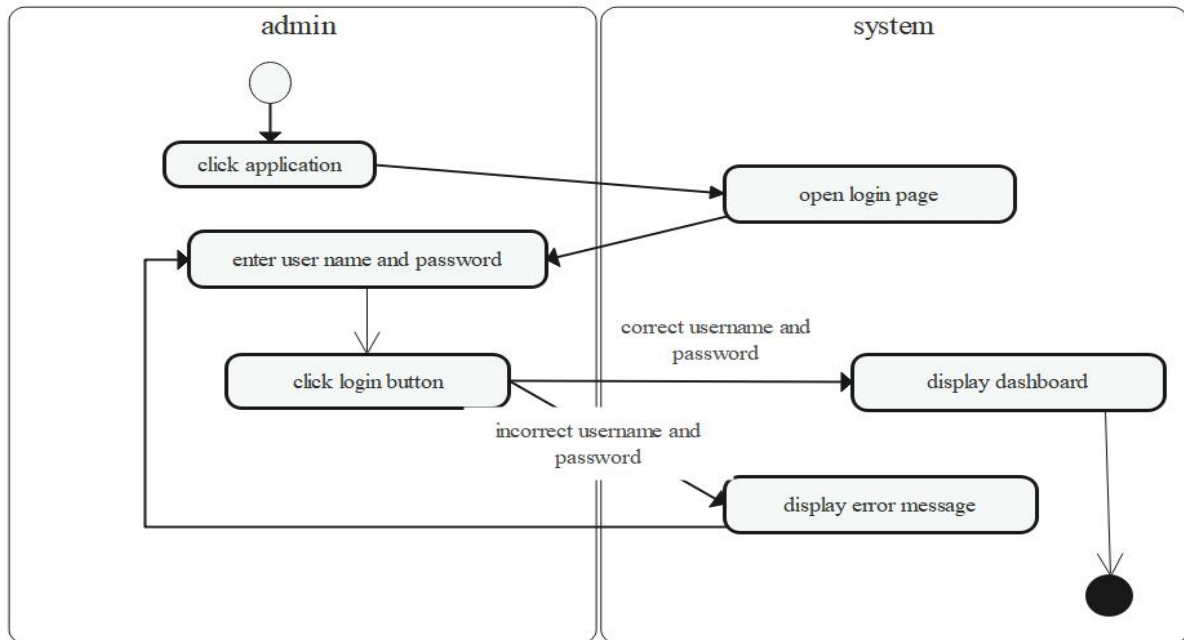 admin
system
click application
open login page
enter user name and password
correct username and
password
click login button
display dashboard
incorrect username and
password
display error message